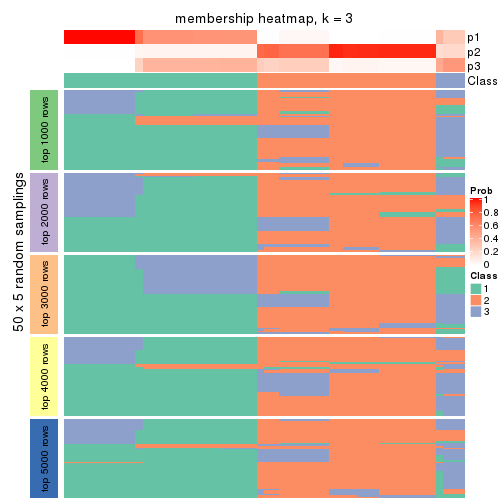 membership heatmap, k = 3
p1
p2
p3
Class
50 x 5 random samplings
top 1000 rows
top 2000 rows
top 3000 rows
top 4000 rows
top 5000 rows
Prob
1
0.8
0.6
0.4
0.2
0
Class
1
2
3